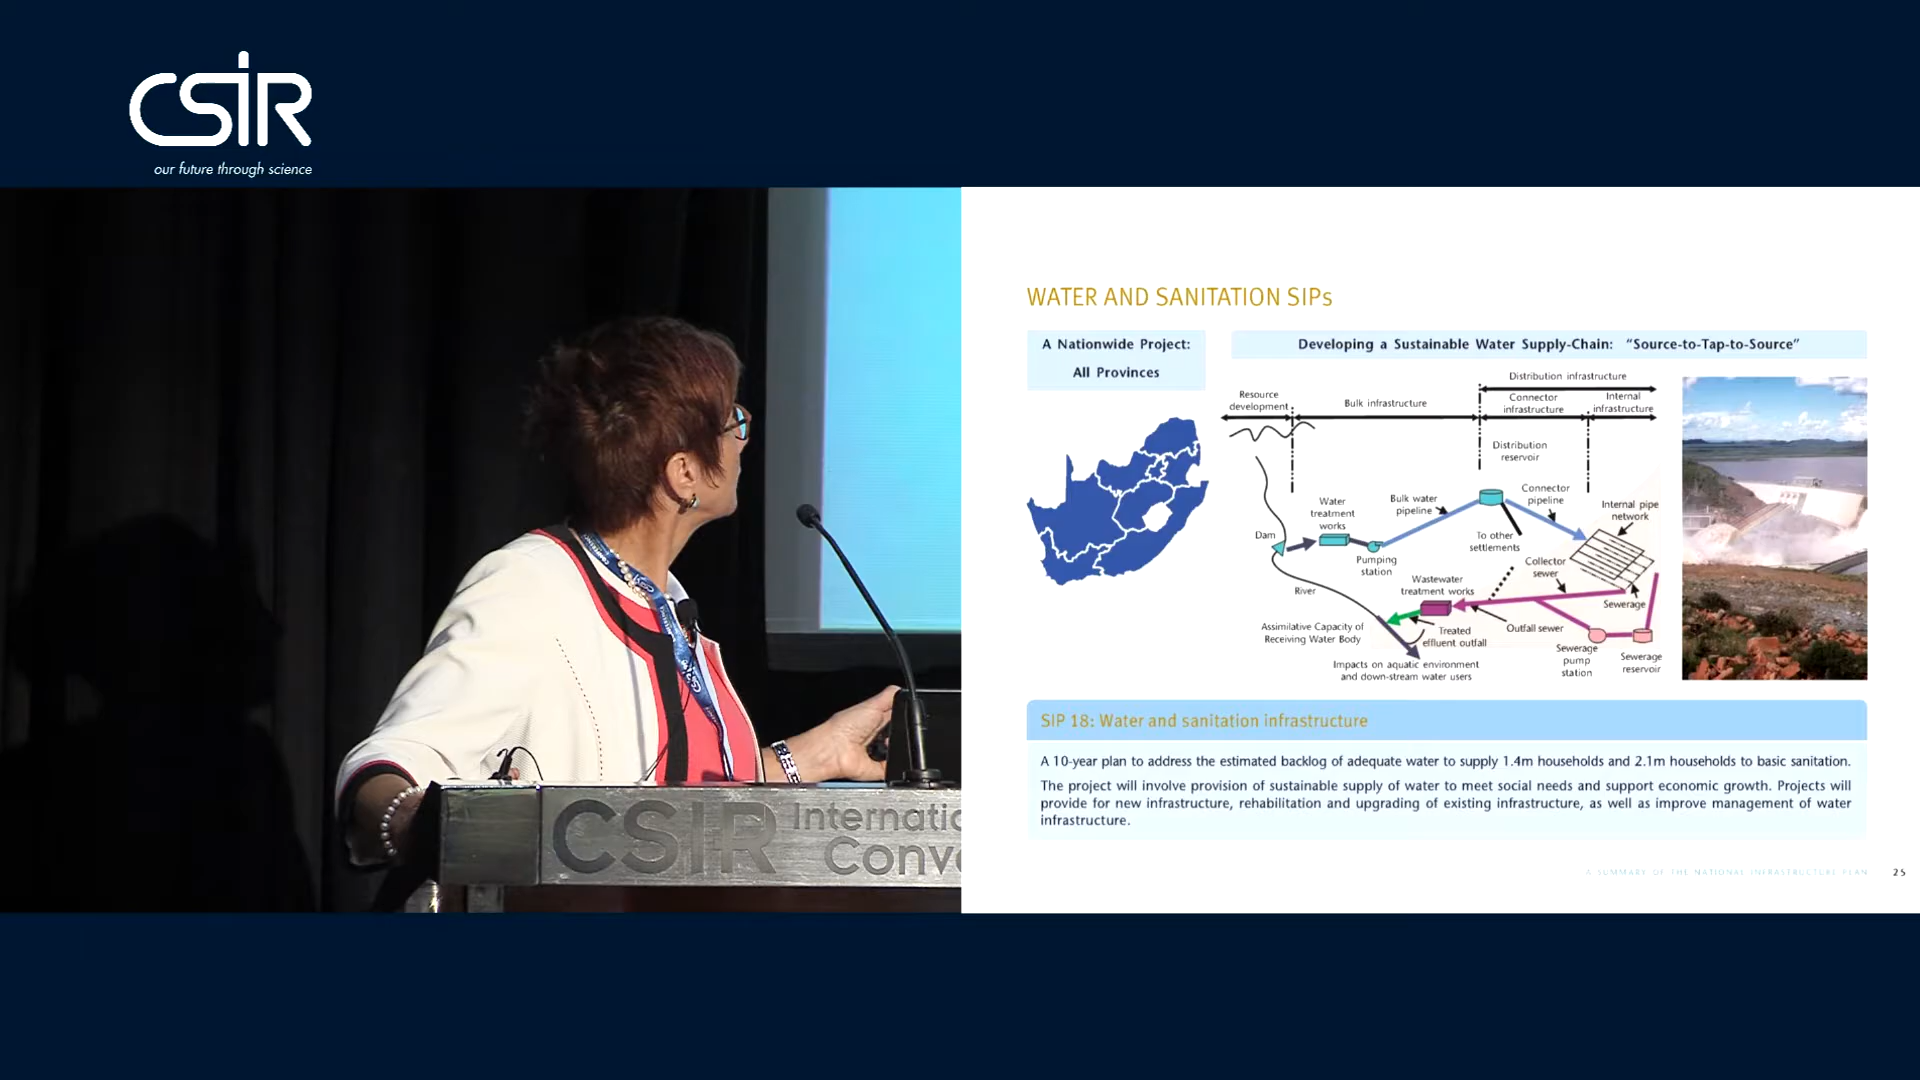 CSIR
our future through science
CSIR Internatio
Conv
WATER AND SANITATION SIPs
A Nationwide Project:
All Provinces
Developing a Sustainable Water Supply-Chain: “Source-to-Tap-to-Source”
Distribution infrastructure
Resource
development
Bulk infrastructure
Connector
infrastructure
Internal
infrastructure
Distribution
reservoir
Water
treatment
works
Bulk water
pipeline
Connector
pipeline
Internal pipe
network
Dam
To other
settlements
Pumping
station
Collector
sewer
Wastewater
treatment works
River
Sewerage
Assimilative Capacity of
Receiving Water Body
Treated
effluent outfall
Outfall sewer
Sewerage
pump
station
Sewerage
reservoir
Impacts on aquatic environment
and down-stream water users
SIP 18: Water and sanitation infrastructure
A 10-year plan to address the estimated backlog of adequate water to supply 1.4m households and 2.1m households to basic sanitation.
The project will involve provision of sustainable supply of water to meet social needs and support economic growth. Projects will
provide for new infrastructure, rehabilitation and upgrading of existing infrastructure, as well as improve management of water
infrastructure.
A SUMMARY OF THE NATIONAL INFRASTRUCTURE PLAN 25